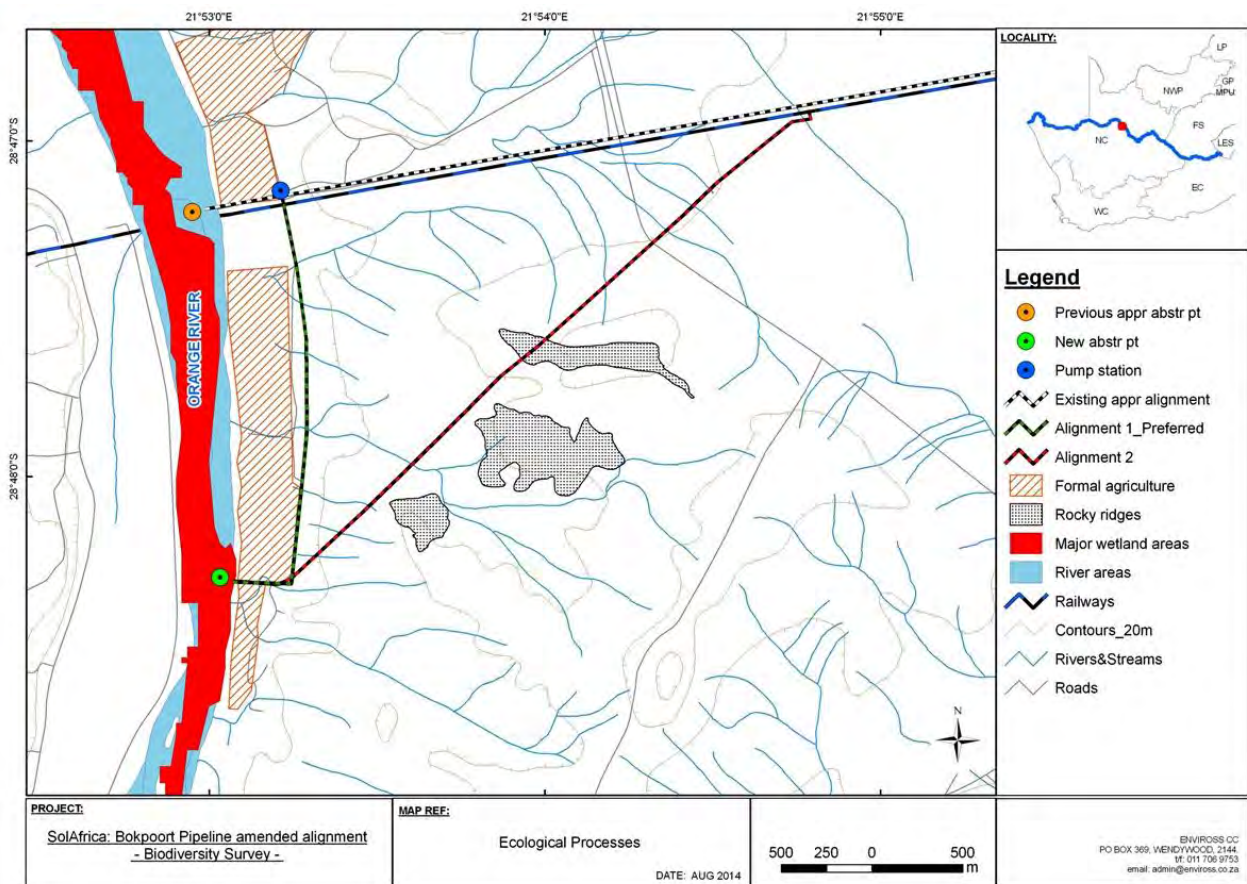 21°53'0"E
21°54'0"E
21°55'0"E
28°47'0"S
28°48'0"S
ORANGE RIVER
N
LOCALITY:
LP
GP
MPU
NWP
FS
NC
LES
EC
WC
Legend
Previous appr abstr pt
New abstr pt
Pump station
Existing appr alignment
Alignment 1_Preferred
Alignment 2
Formal agriculture
Rocky ridges
Major wetland areas
River areas
Railways
Contours_20m
Rivers&Streams
Roads
PROJECT:
SolAfrica: Bokpoort Pipeline amended alignment
- Biodiversity Survey -
MAP REF:
Ecological Processes
DATE: AUG 2014
500 250 0 500
m
ENVIROSS CC
PO BOX 369, WENDYWOOD, 2144.
t/f: 011 706 9753
email: admin@enviross.co.za